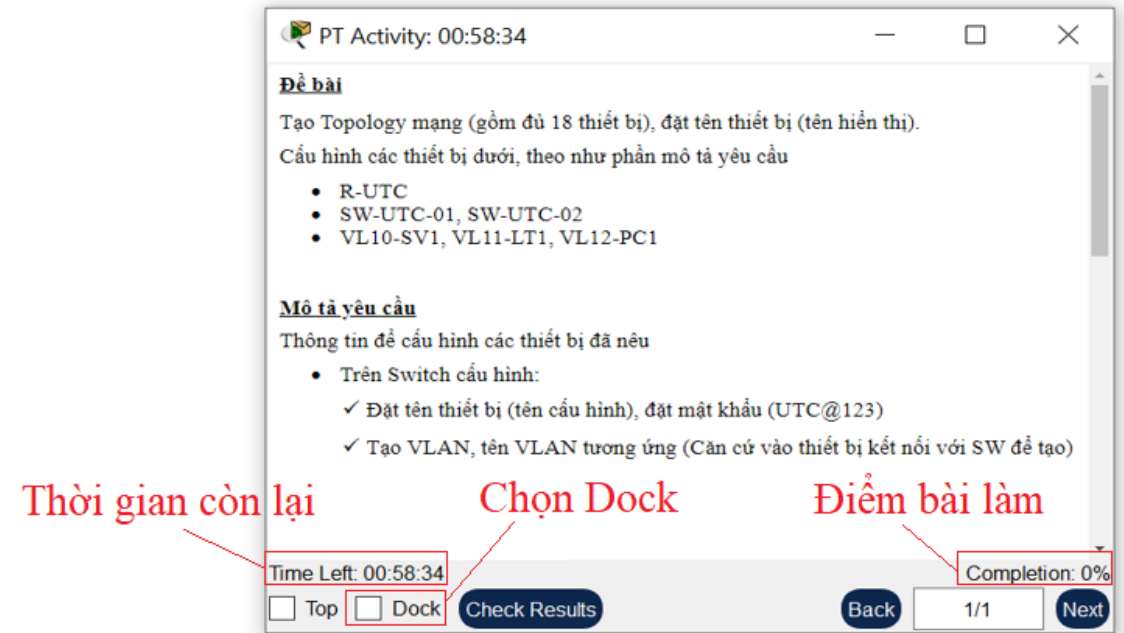 PT Activity: 00:58:34
Đề bài
Tạo Topology mạng (gồm đủ 18 thiết bị), đặt tên thiết bị (tên hiển thị).
Cấu hình các thiết bị dưới, theo như phần mô tả yêu cầu
• R-UTC
• SW-UTC-01, SW-UTC-02
• VL10-SV1, VL11-LT1, VL12-PC1
Mô tả yêu cầu
Thông tin để cấu hình các thiết bị đã nêu
• Trên Switch cấu hình:
✓ Đặt tên thiết bị (tên cấu hình), đặt mật khẩu (UTC@123)
✓ Tạo VLAN, tên VLAN tương ứng (Căn cứ vào thiết bị kết nối với SW để tạo)
Thời gian còn lại
Chọn Dock
Điểm bài làm
Time Left: 00:58:34
Completion: 0%
Top
Dock
Check Results
Back
1/1
Next